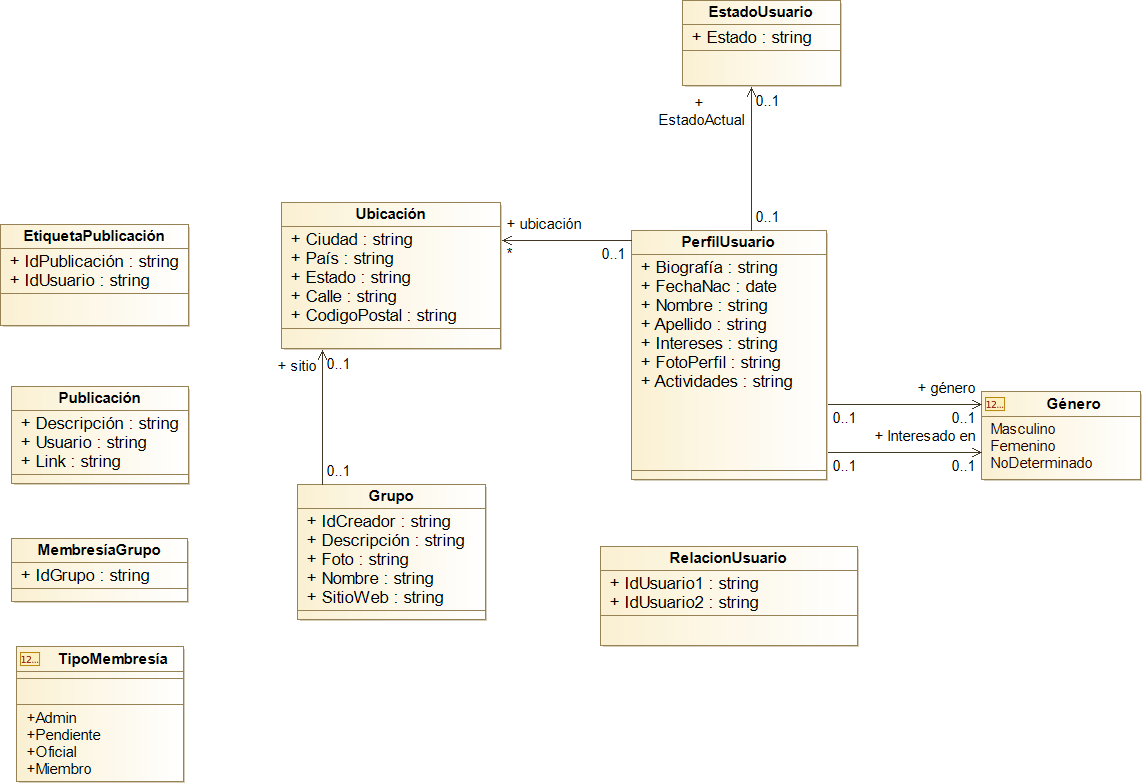 EstadoUsuario
+ Estado : string
0..1
+
EstadoActual
0..1
Ubicación
+ Ciudad : string
+ País : string
+ Estado : string
+ Calle : string
+ CodigoPostal : string
+ ubicación
*
0..1
PerfilUsuario
+ Biografía : string
+ FechaNac : date
+ Nombre : string
+ Apellido : string
+ Intereses : string
+ FotoPerfil : string
+ Actividades : string
EtiquetaPublicación
+ IdPublicación : string
+ IdUsuario : string
+ sitio
0..1
0..1
+ género
0..1
0..1
+ Interesado en
0..1
0..1
12...
Género
Masculino
Femenino
NoDeterminado
Publicación
+ Descripción : string
+ Usuario : string
+ Link : string
Grupo
+ IdCreador : string
+ Descripción : string
+ Foto : string
+ Nombre : string
+ SitioWeb : string
MembresíaGrupo
+ IdGrupo : string
RelacionUsuario
+ IdUsuario1 : string
+ IdUsuario2 : string
12...
TipoMembresía
+Admin
+Pendiente
+Oficial
+Miembro